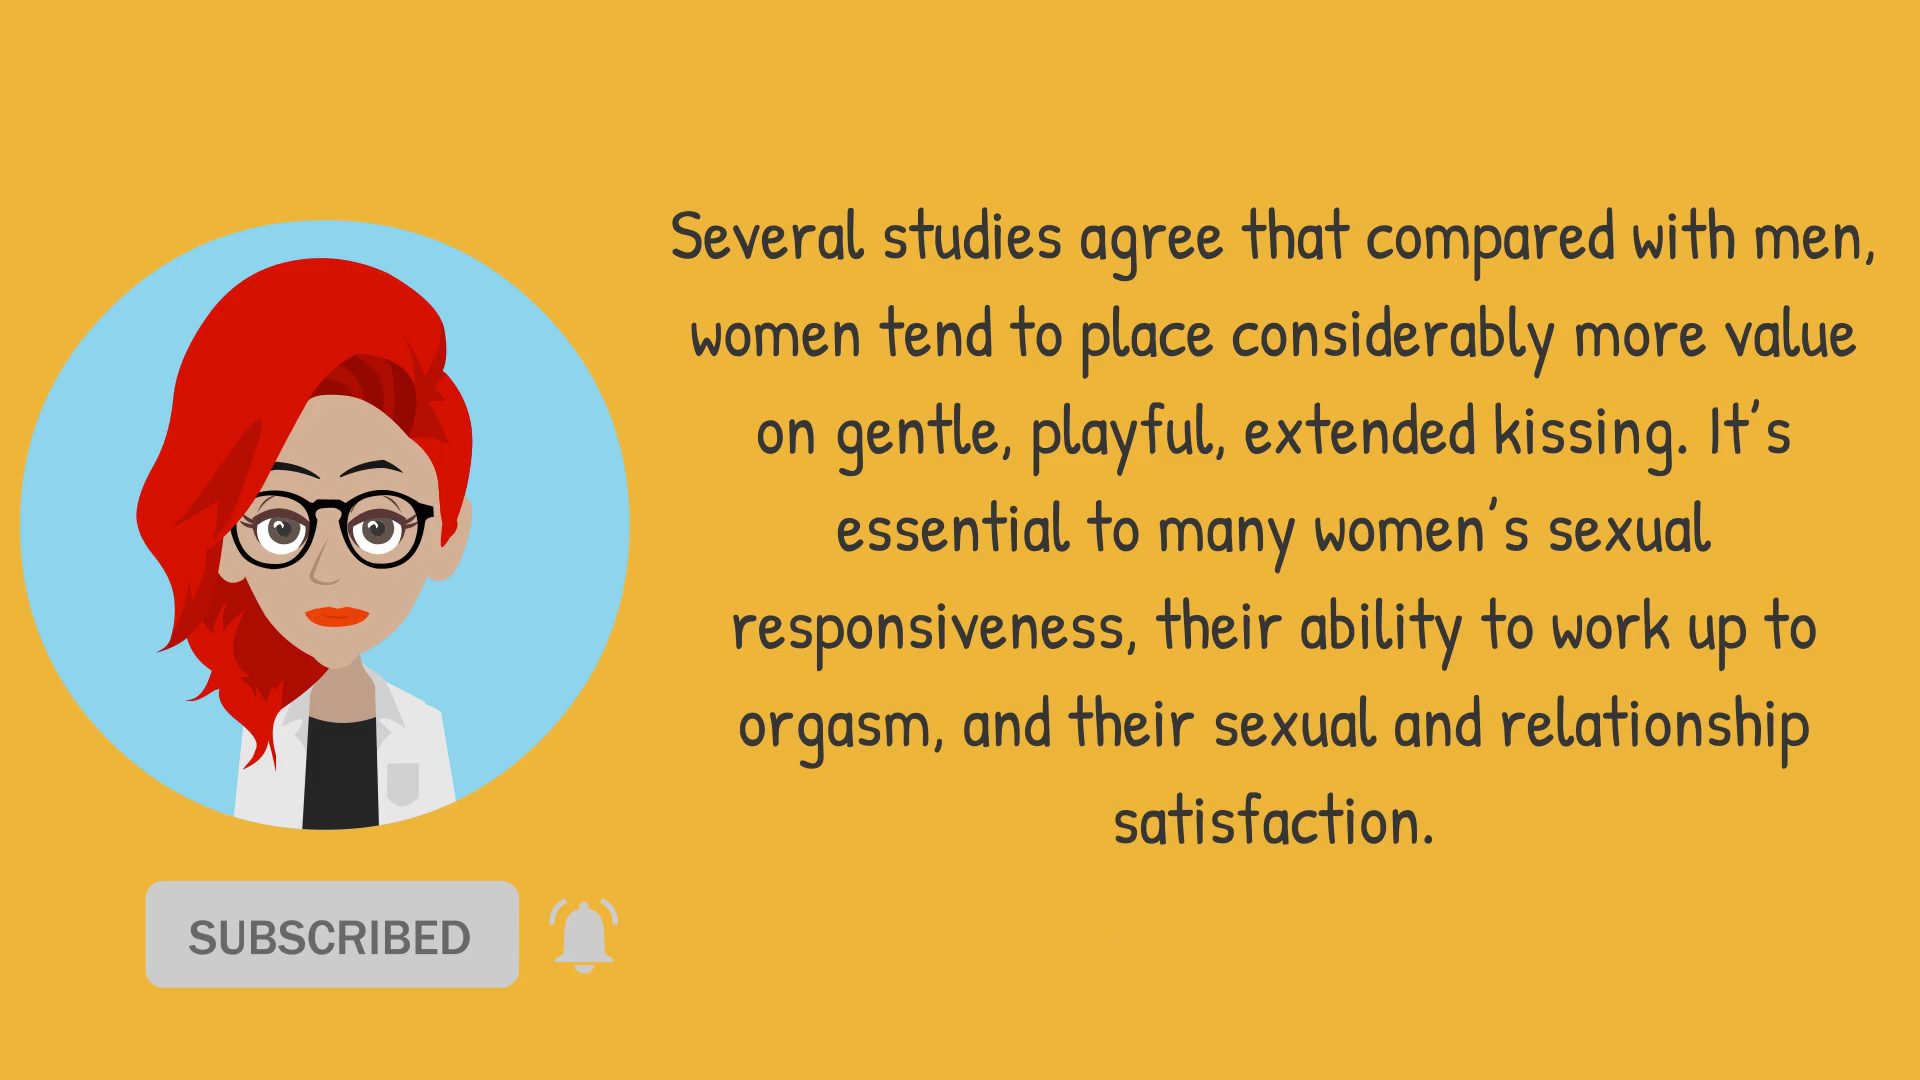 Several studies agree that compared with men,
women tend to place considerably more value
on gentle, playful, extended kissing. It's
essential to many women's sexual
responsiveness, their ability to work up to
orgasm, and their sexual and relationship
satisfaction.
SUBSCRIBED